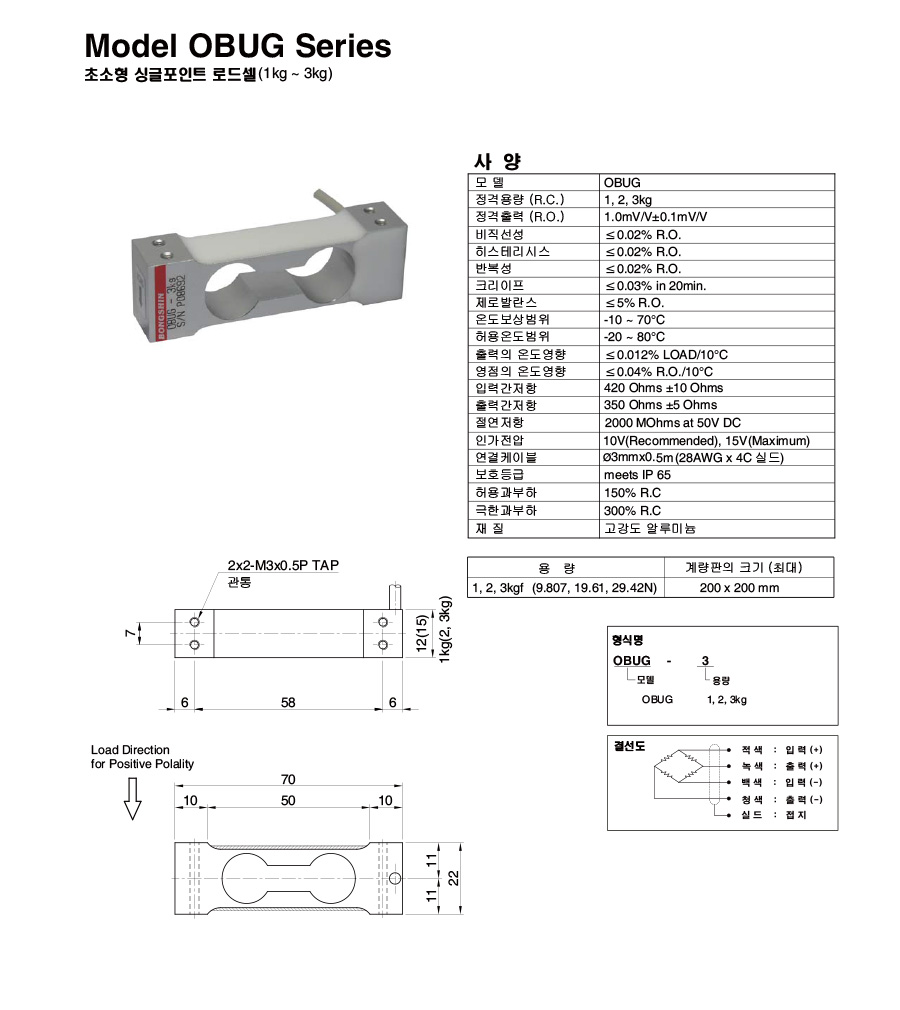 Model OBUG Series
초소형 싱글포인트 로드셀(1kg ~ 3kg)
BONGSHIN
OBUG - 3kg
S/N P08692
사 양
모 델 OBUG
정격용량 (R.C.) 1, 2, 3kg
정격출력 (R.O.) 1.0mV/V±0.1mV/V
비직선성 ≤0.02% R.O.
히스테리시스 ≤0.02% R.O.
반복성 ≤0.02% R.O.
크리이프 ≤0.03% in 20min.
제로발란스 ≤5% R.O.
온도보상범위 -10 ~ 70°C
허용온도범위 -20 ~ 80°C
출력의 온도영향 ≤0.012% LOAD/10°C
영점의 온도영향 ≤0.04% R.O./10°C
입력간저항 420 Ohms ±10 Ohms
출력간저항 350 Ohms ±5 Ohms
절연저항 2000 MOhms at 50V DC
인가전압 10V(Recommended), 15V(Maximum)
연결케이블 Ø3mmx0.5m(28AWG x 4C 실드)
보호등급 meets IP 65
허용과부하 150% R.C
극한과부하 300% R.C
재 질 고강도 알루미늄
용 량 계량판의 크기 (최대)
1, 2, 3kgf (9.807, 19.61, 29.42N) 200 x 200 mm
2x2-M3x0.5P TAP
관통
7
12(15)
1kg(2, 3kg)
6 58 6
형식명
OBUG - 3
모델 용량
OBUG 1, 2, 3kg
결선도
적색 : 입력(+)
녹색 : 출력(+)
백색 : 입력(-)
청색 : 출력(-)
실드 : 접지
Load Direction
for Positive Polality
70
10 50 10
11
11
22